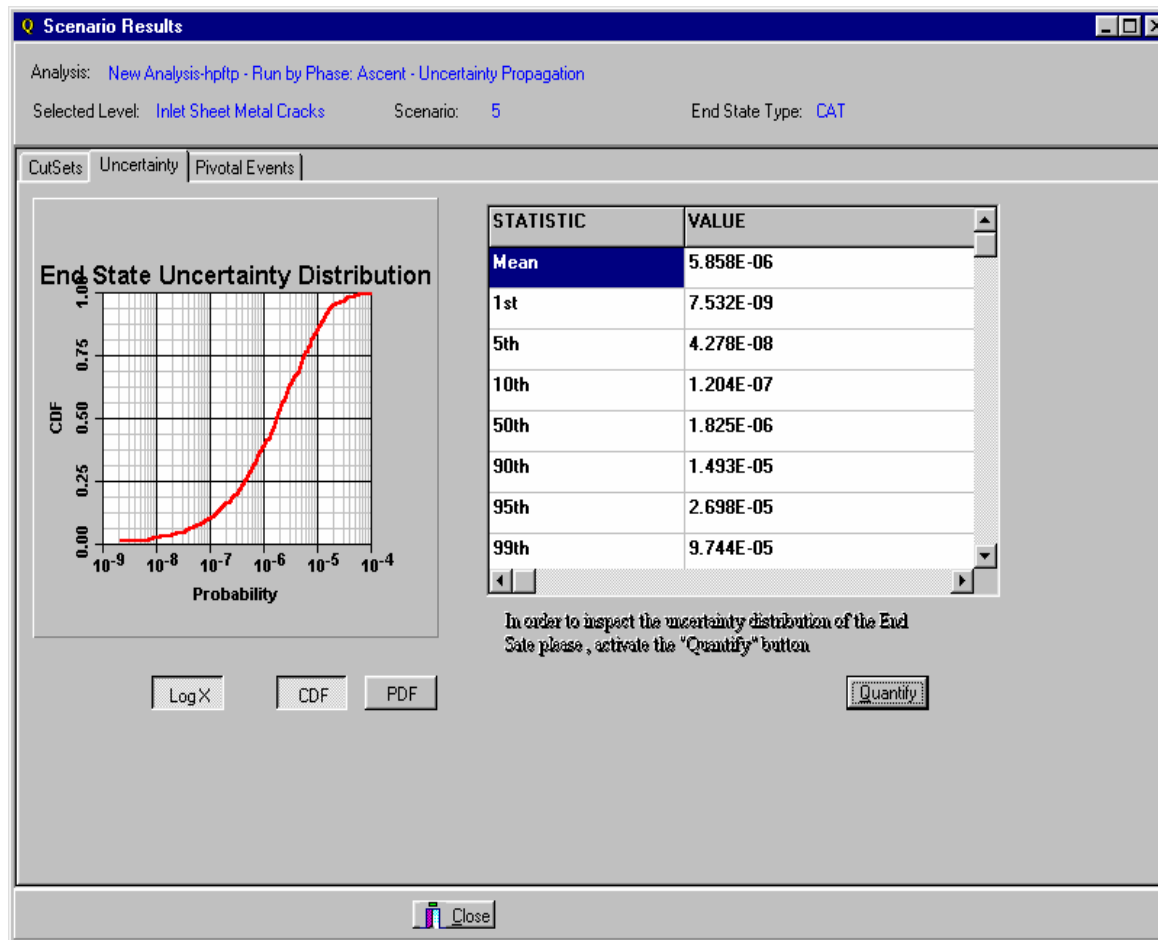 Q Scenario Results
Analysis: New Analysis-hpftp - Run by Phase: Ascent - Uncertainty Propagation
Selected Level: Inlet Sheet Metal Cracks Scenario: 5 End State Type: CAT
CutSets Uncertainty Pivotal Events
End State Uncertainty Distribution
1.00
0.75
0.50
0.25
0.00
CDF
10-9 10-8 10-7 10-6 10-5 10-4
Probability
STATISTIC VALUE
Mean 5.858E-06
1st 7.532E-09
5th 4.278E-08
10th 1.204E-07
50th 1.825E-06
90th 1.493E-05
95th 2.698E-05
99th 9.744E-05
In order to inspect the uncertainty distribution of the End
Sate please , activate the "Quantify" button
Log X CDF PDF Quantify
Close